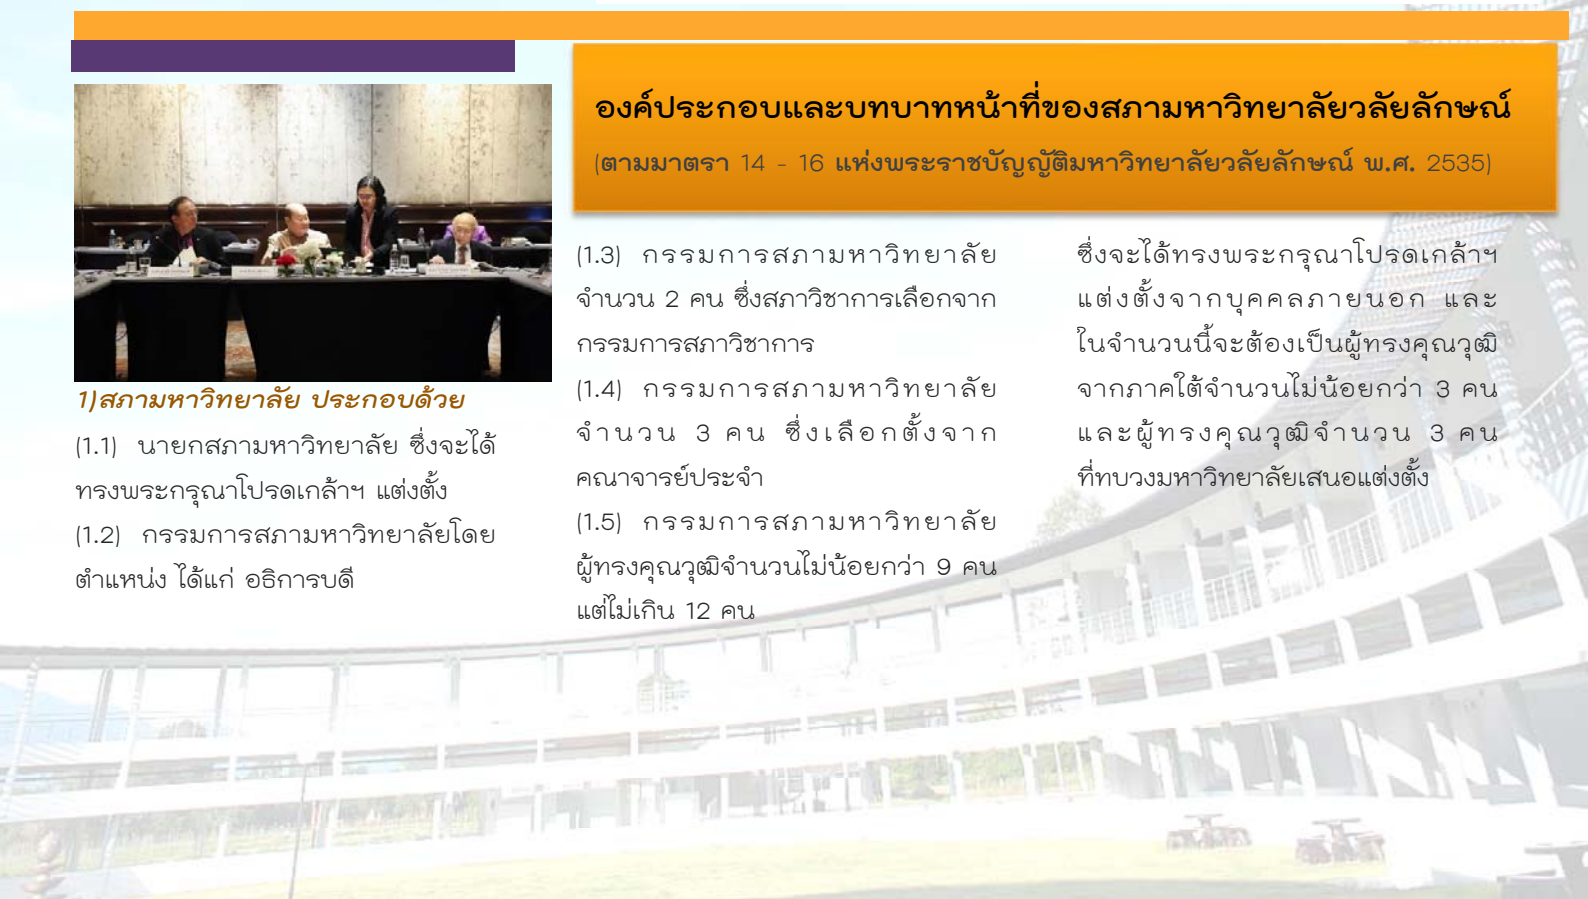 องค์ประกอบและบทบาทหน้าที่ของสภามหาวิทยาลัยวลัยลักษณ์
(ตามมาตรา 14 - 16 แห่งพระราชบัญญัติมหาวิทยาลัยวลัยลักษณ์ พ.ศ. 2535)
1)สภามหาวิทยาลัย ประกอบด้วย
(1.1) นายกสภามหาวิทยาลัย ซึ่งจะได้
ทรงพระกรุณาโปรดเกล้าฯ แต่งตั้ง
(1.2) กรรมการสภามหาวิทยาลัยโดย
ตำแหน่ง ได้แก่ อธิการบดี
(1.3) กรรมการสภามหาวิทยาลัย
จำนวน 2 คน ซึ่งสภาวิชาการเลือกจาก
กรรมการสภาวิชาการ
(1.4) กรรมการสภามหาวิทยาลัย
จำนวน 3 คน ซึ่งเลือกตั้งจาก
คณาจารย์ประจำ
(1.5) กรรมการสภามหาวิทยาลัย
ผู้ทรงคุณวุฒิจำนวนไม่น้อยกว่า 9 คน
แต่ไม่เกิน 12 คน
ซึ่งจะได้ทรงพระกรุณาโปรดเกล้าฯ
แต่งตั้งจากบุคคลภายนอก และ
ในจำนวนนี้จะต้องเป็นผู้ทรงคุณวุฒิ
จากภาคใต้จำนวนไม่น้อยกว่า 3 คน
และผู้ทรงคุณวุฒิจำนวน 3 คน
ที่ทบวงมหาวิทยาลัยเสนอแต่งตั้ง